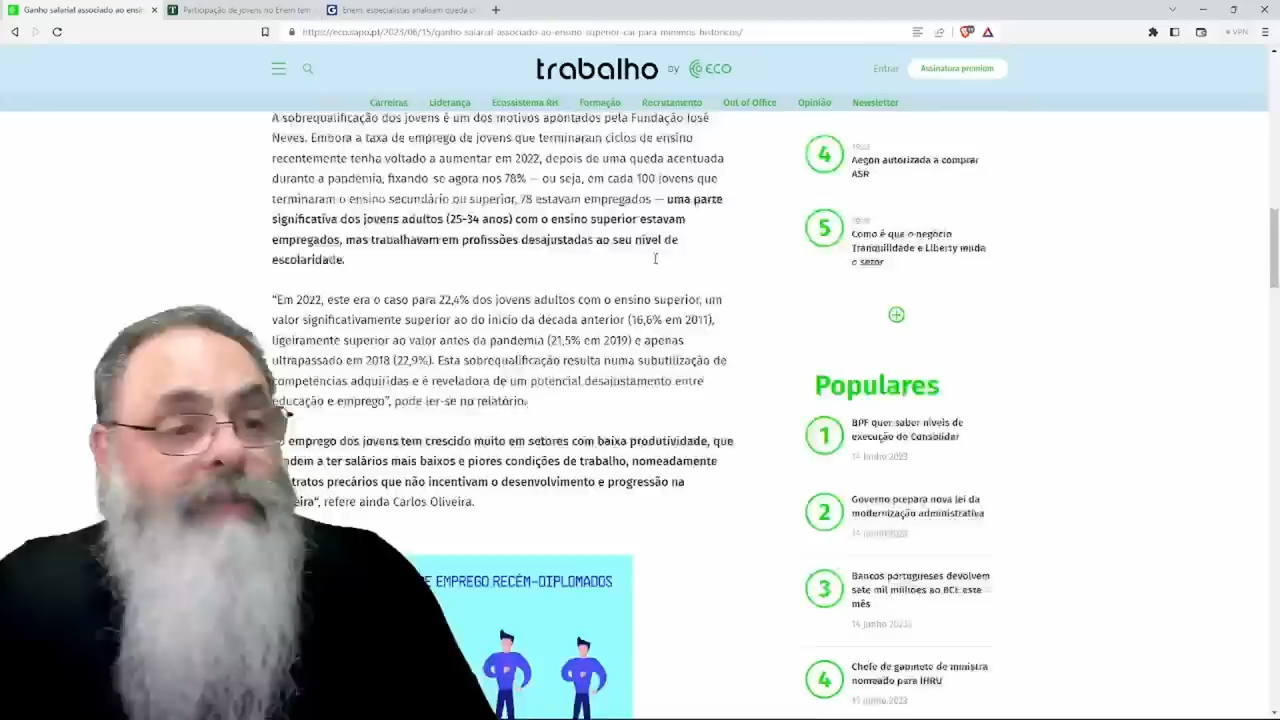 Ganho salarial associado ao ensin
Participação de jovens no Enem tem
Enem: especialistas analisam queda c
https://eco.sapo.pt/2023/06/15/ganho-salarial-associado-ao-ensino-superior-cai-para-minimos-historicos/
VPN
trabalho by ECO
Entrar
Assinatura premium
Carreiras Liderança Ecossistema RH Formação Recrutamento Out of Office Opinião Newsletter
A sobrequalificação dos jovens é um dos motivos apontados pela Fundação José
Neves. Embora a taxa de emprego de jovens que terminaram ciclos de ensino
recentemente tenha voltado a aumentar em 2022, depois de uma queda acentuada
durante a pandemia, fixando-se agora nos 78% — ou seja, em cada 100 jovens que
terminaram o ensino secundário ou superior, 78 estavam empregados — uma parte
significativa dos jovens adultos (25-34 anos) com o ensino superior estavam
empregados, mas trabalhavam em profissões desajustadas ao seu nível de
escolaridade.
“Em 2022, este era o caso para 22,4% dos jovens adultos com o ensino superior, um
valor significativamente superior ao do início da década anterior (16,6% em 2011),
ligeiramente superior ao valor antes da pandemia (21,5% em 2019) e apenas
ultrapassado em 2018 (22,9%). Esta sobrequalificação resulta numa subutilização de
competências adquiridas e é reveladora de um potencial desajustamento entre
educação e emprego”, pode ler-se no relatório.
emprego dos jovens tem crescido muito em setores com baixa produtividade, que
ndem a ter salários mais baixos e piores condições de trabalho, nomeadamente
tratos precários que não incentivam o desenvolvimento e progressão na
eira“, refere ainda Carlos Oliveira.
E EMPREGO RECÉM-DIPLOMADOS
4
Aegon autorizada a comprar
ASR
5
Como é que o negócio
Tranquilidade e Liberty muda
o setor
Populares
1
BPF quer saber níveis de
execução do Consolidar
14 Junho 2023
2
Governo prepara nova lei da
modernização administrativa
14 Junho 2023
3
Bancos portugueses devolvem
sete mil milhões ao BCE este
mês
14 Junho 2023
4
Chefe de gabinete de ministra
nomeado para IHRU
Junho 2023